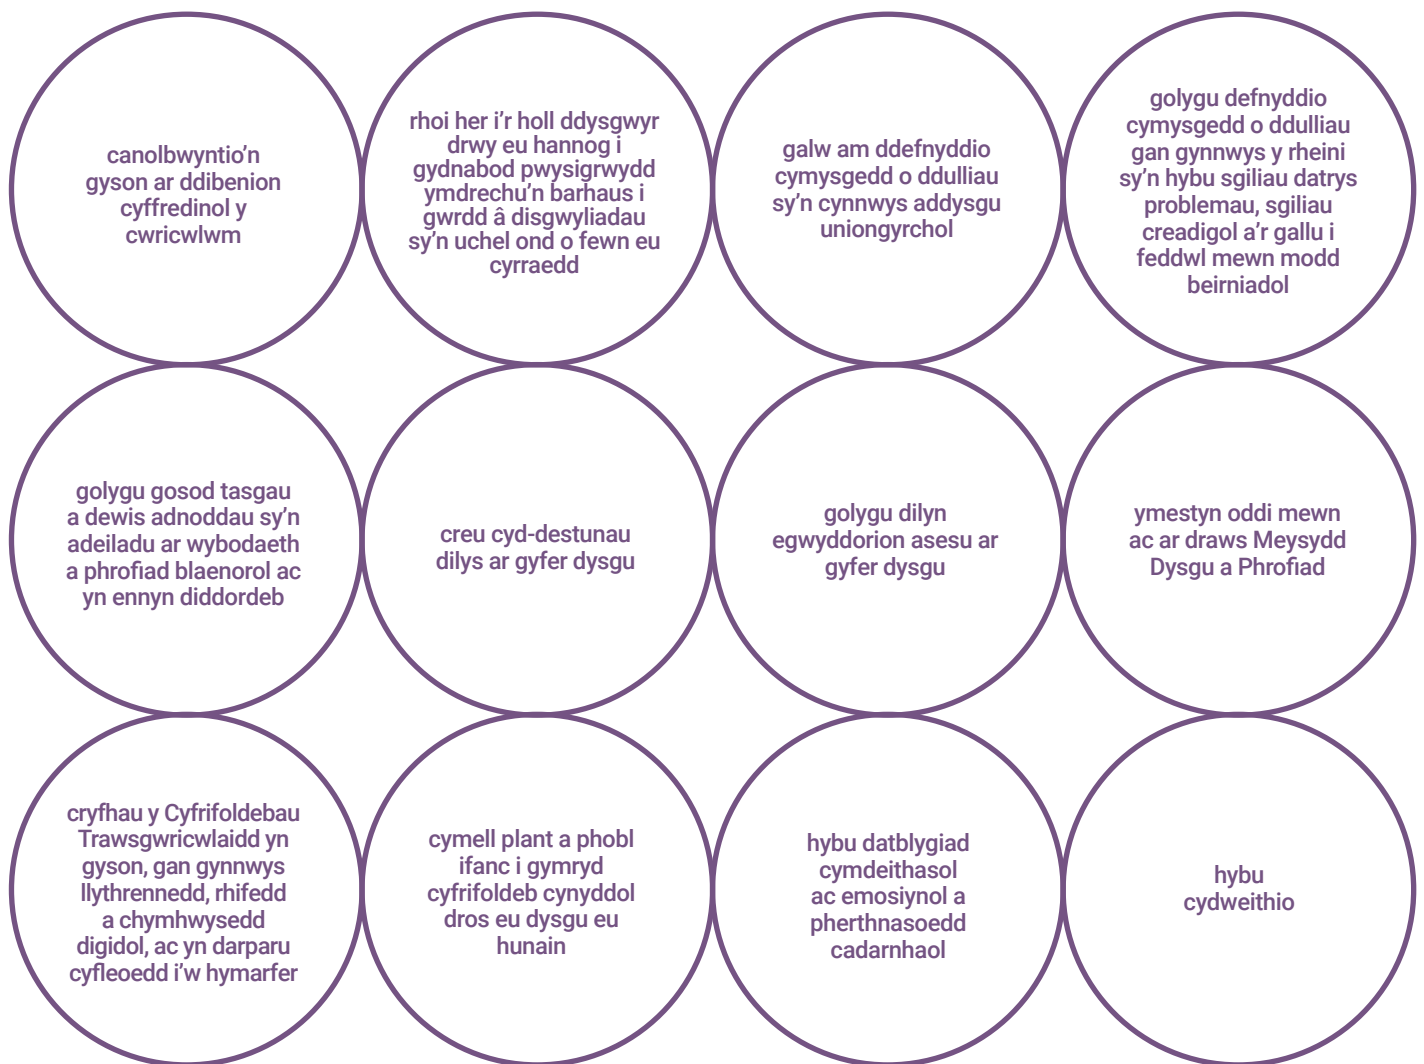 canolbwyntio'n
gyson ar ddibenion
cyffredinol y
cwricwlwm
rhoi her i'r holl ddysgwyr
drwy eu hannog i
gydnabod pwysigrwydd
ymdrechu'n barhaus i
gwrdd â disgwyliadau
sy'n uchel ond o fewn eu
cyrraedd
galw am ddefnyddio
cymysgedd o ddulliau
sy'n cynnwys addysgu
uniongyrchol
golygu defnyddio
cymysgedd o ddulliau
gan gynnwys y rheini
sy'n hybu sgiliau datrys
problemau, sgiliau
creadigol a'r gallu i
feddwl mewn modd
beirniadol
golygu gosod tasgau
a dewis adnoddau sy'n
adeiladu ar wybodaeth
a phrofiad blaenorol ac
yn ennyn diddordeb
creu cyd-destunau
dilys ar gyfer dysgu
golygu dilyn
egwyddorion asesu ar
gyfer dysgu
ymestyn oddi mewn
ac ar draws Meysydd
Dysgu a Phrofiad
cryfhau y Cyfrifoldebau
Trawsgwricwlaidd yn
gyson, gan gynnwys
llythrennedd, rhifedd
a chymhwysedd
digidol, ac yn darparu
cyfleoedd i'w hymarfer
cymell plant a phobl
ifanc i gymryd
cyfrifoldeb cynyddol
dros eu dysgu eu
hunain
hybu datblygiad
cymdeithasol
ac emosiynol a
pherthnasoedd
cadarnhaol
hybu
cydweithio